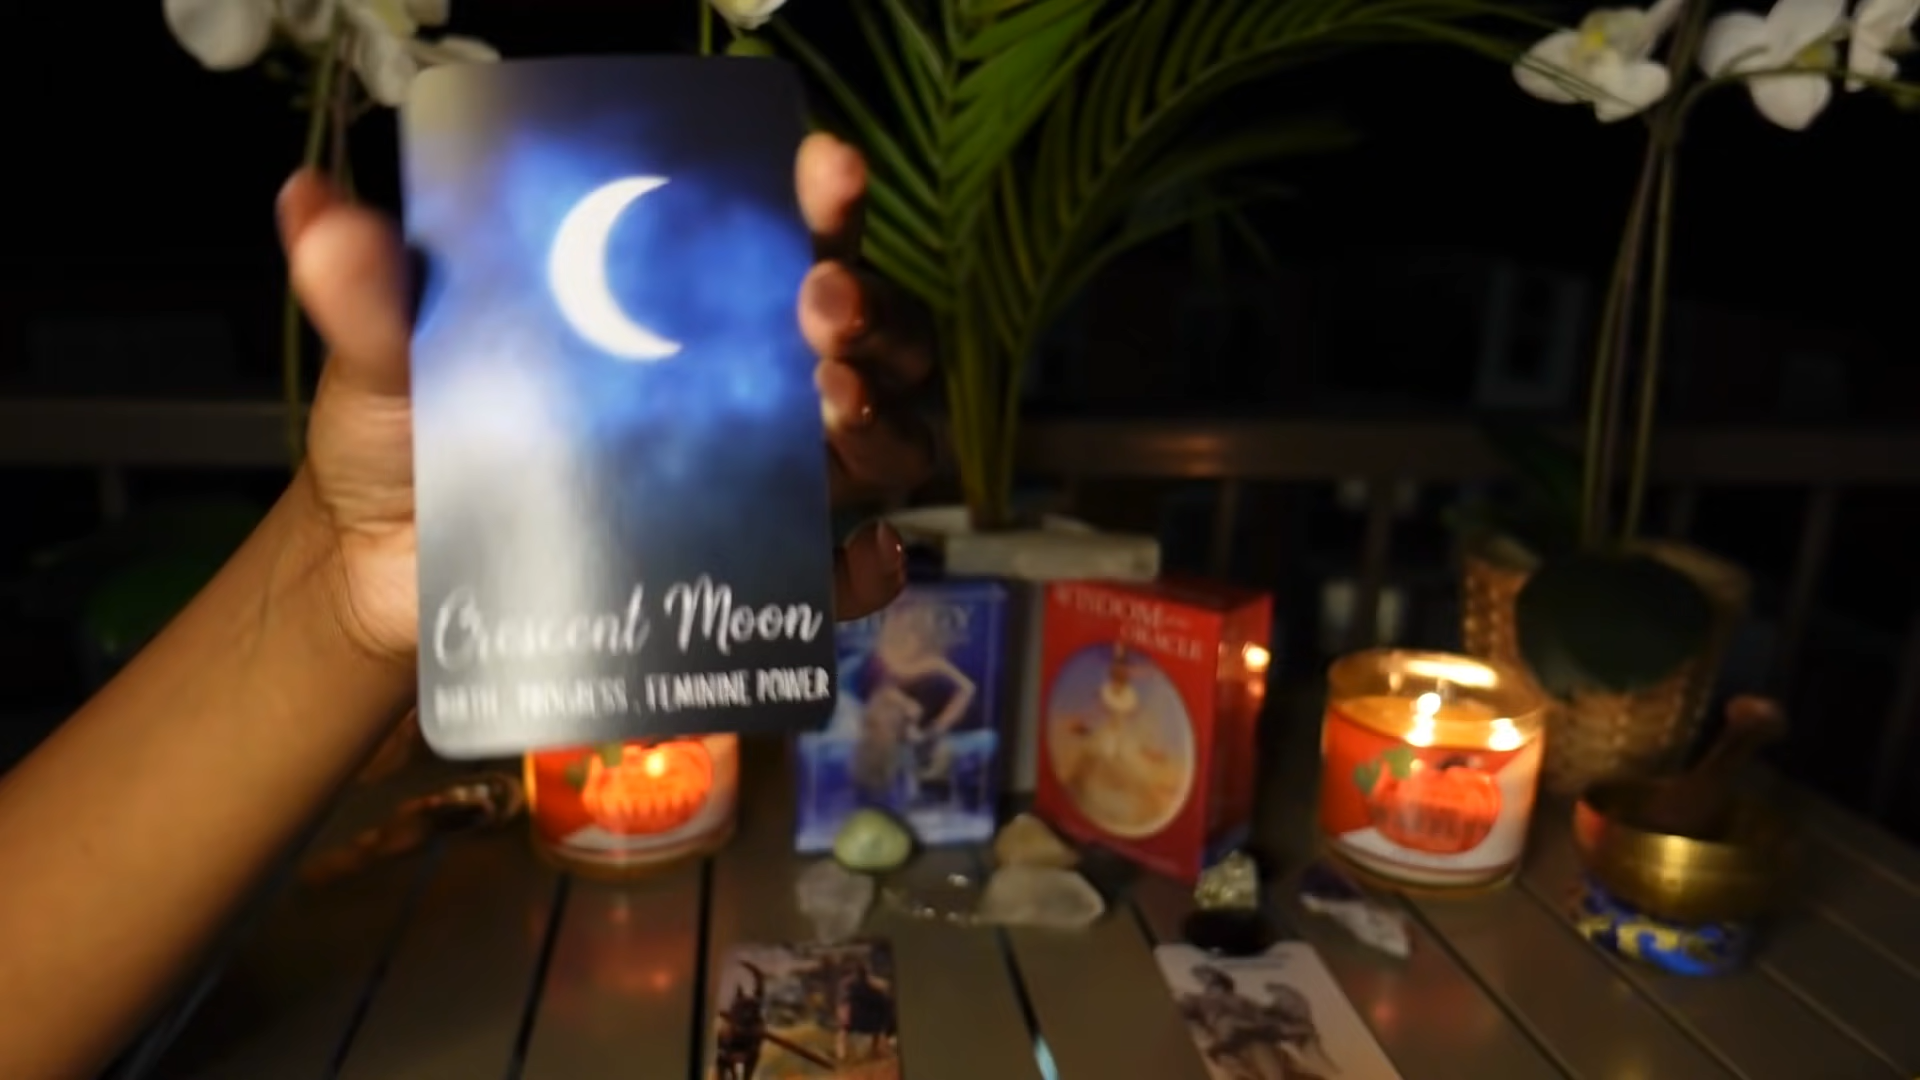 Crescent Moon
BIRTH . PROGRESS . FEMININE POWER
WISDOM
ORACLE